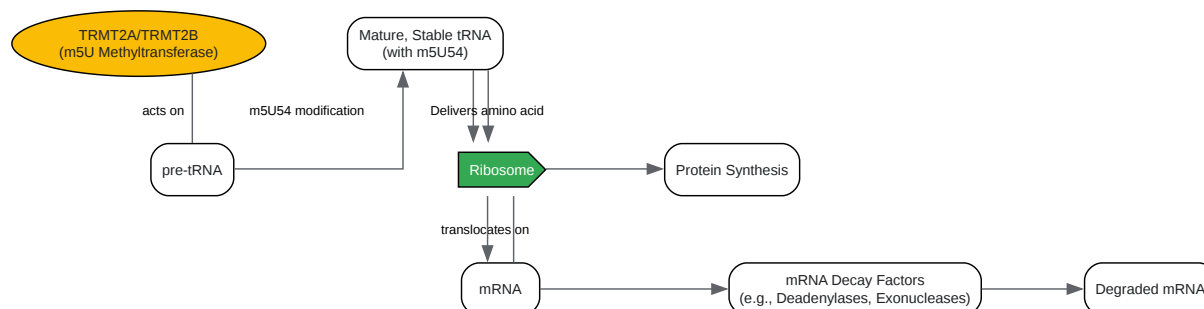 TRMT2A/TRMT2B
(m5U Methyltransferase)
Mature, Stable tRNA
(with m5U54)
acts on
m5U54 modification
Delivers amino acid
pre-tRNA
Ribosome
Protein Synthesis
translocates on
mRNA
mRNA Decay Factors
(e.g., Deadenylases, Exonucleases)
Degraded mRNA